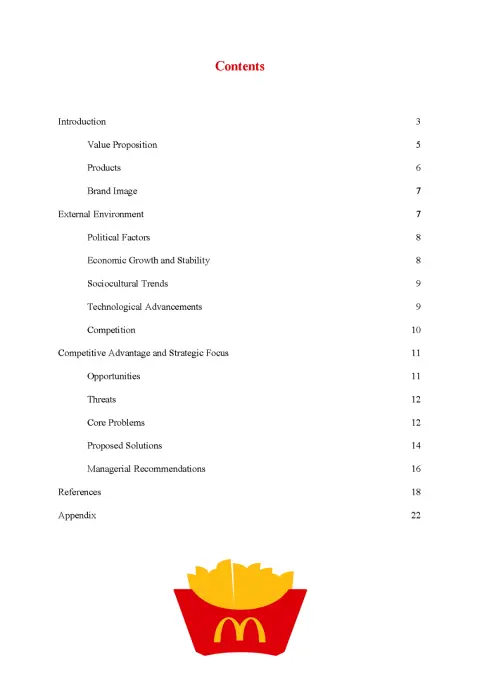 Contents
Introduction 3
Value Proposition 5
Products 6
Brand Image 7
External Environment 7
Political Factors 8
Economic Growth and Stability 8
Sociocultural Trends 9
Technological Advancements 9
Competition 10
Competitive Advantage and Strategic Focus 11
Opportunities 11
Threats 12
Core Problems 12
Proposed Solutions 14
Managerial Recommendations 16
References 18
Appendix 22